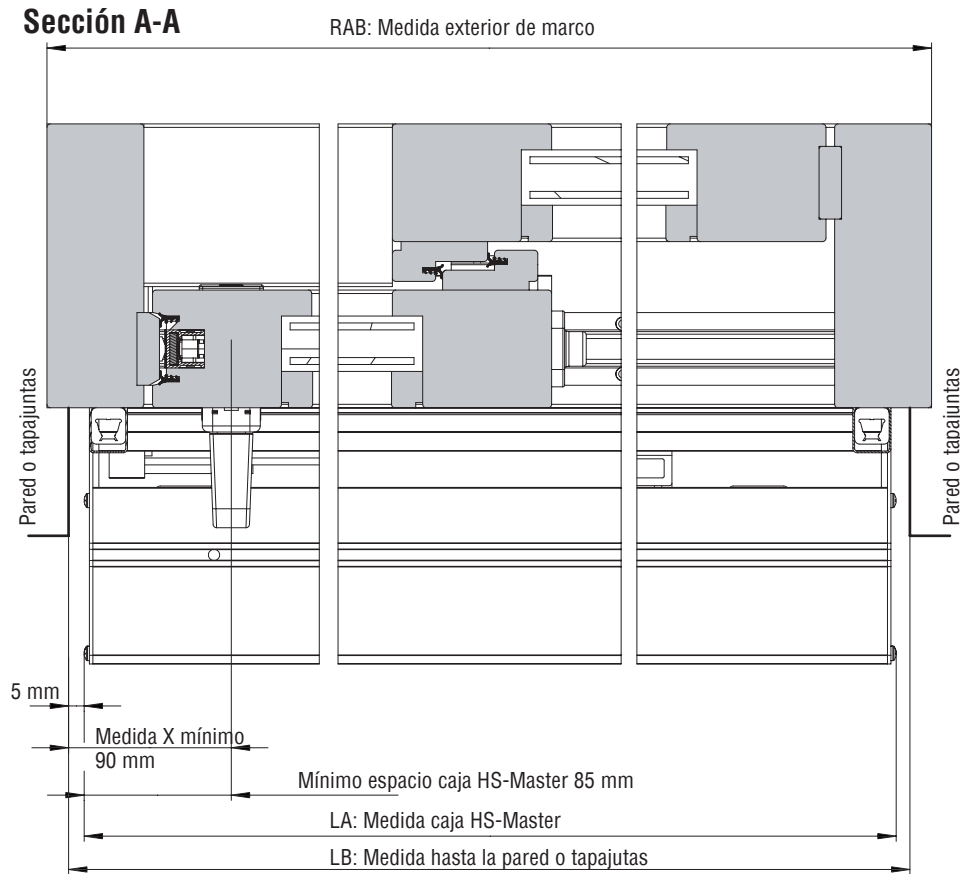 Sección A-A
RAB: Medida exterior de marco
Pared o tapajuntas
Pared o tapajuntas
5 mm
Medida X mínimo
90 mm
Mínimo espacio caja HS-Master 85 mm
LA: Medida caja HS-Master
LB: Medida hasta la pared o tapajutas